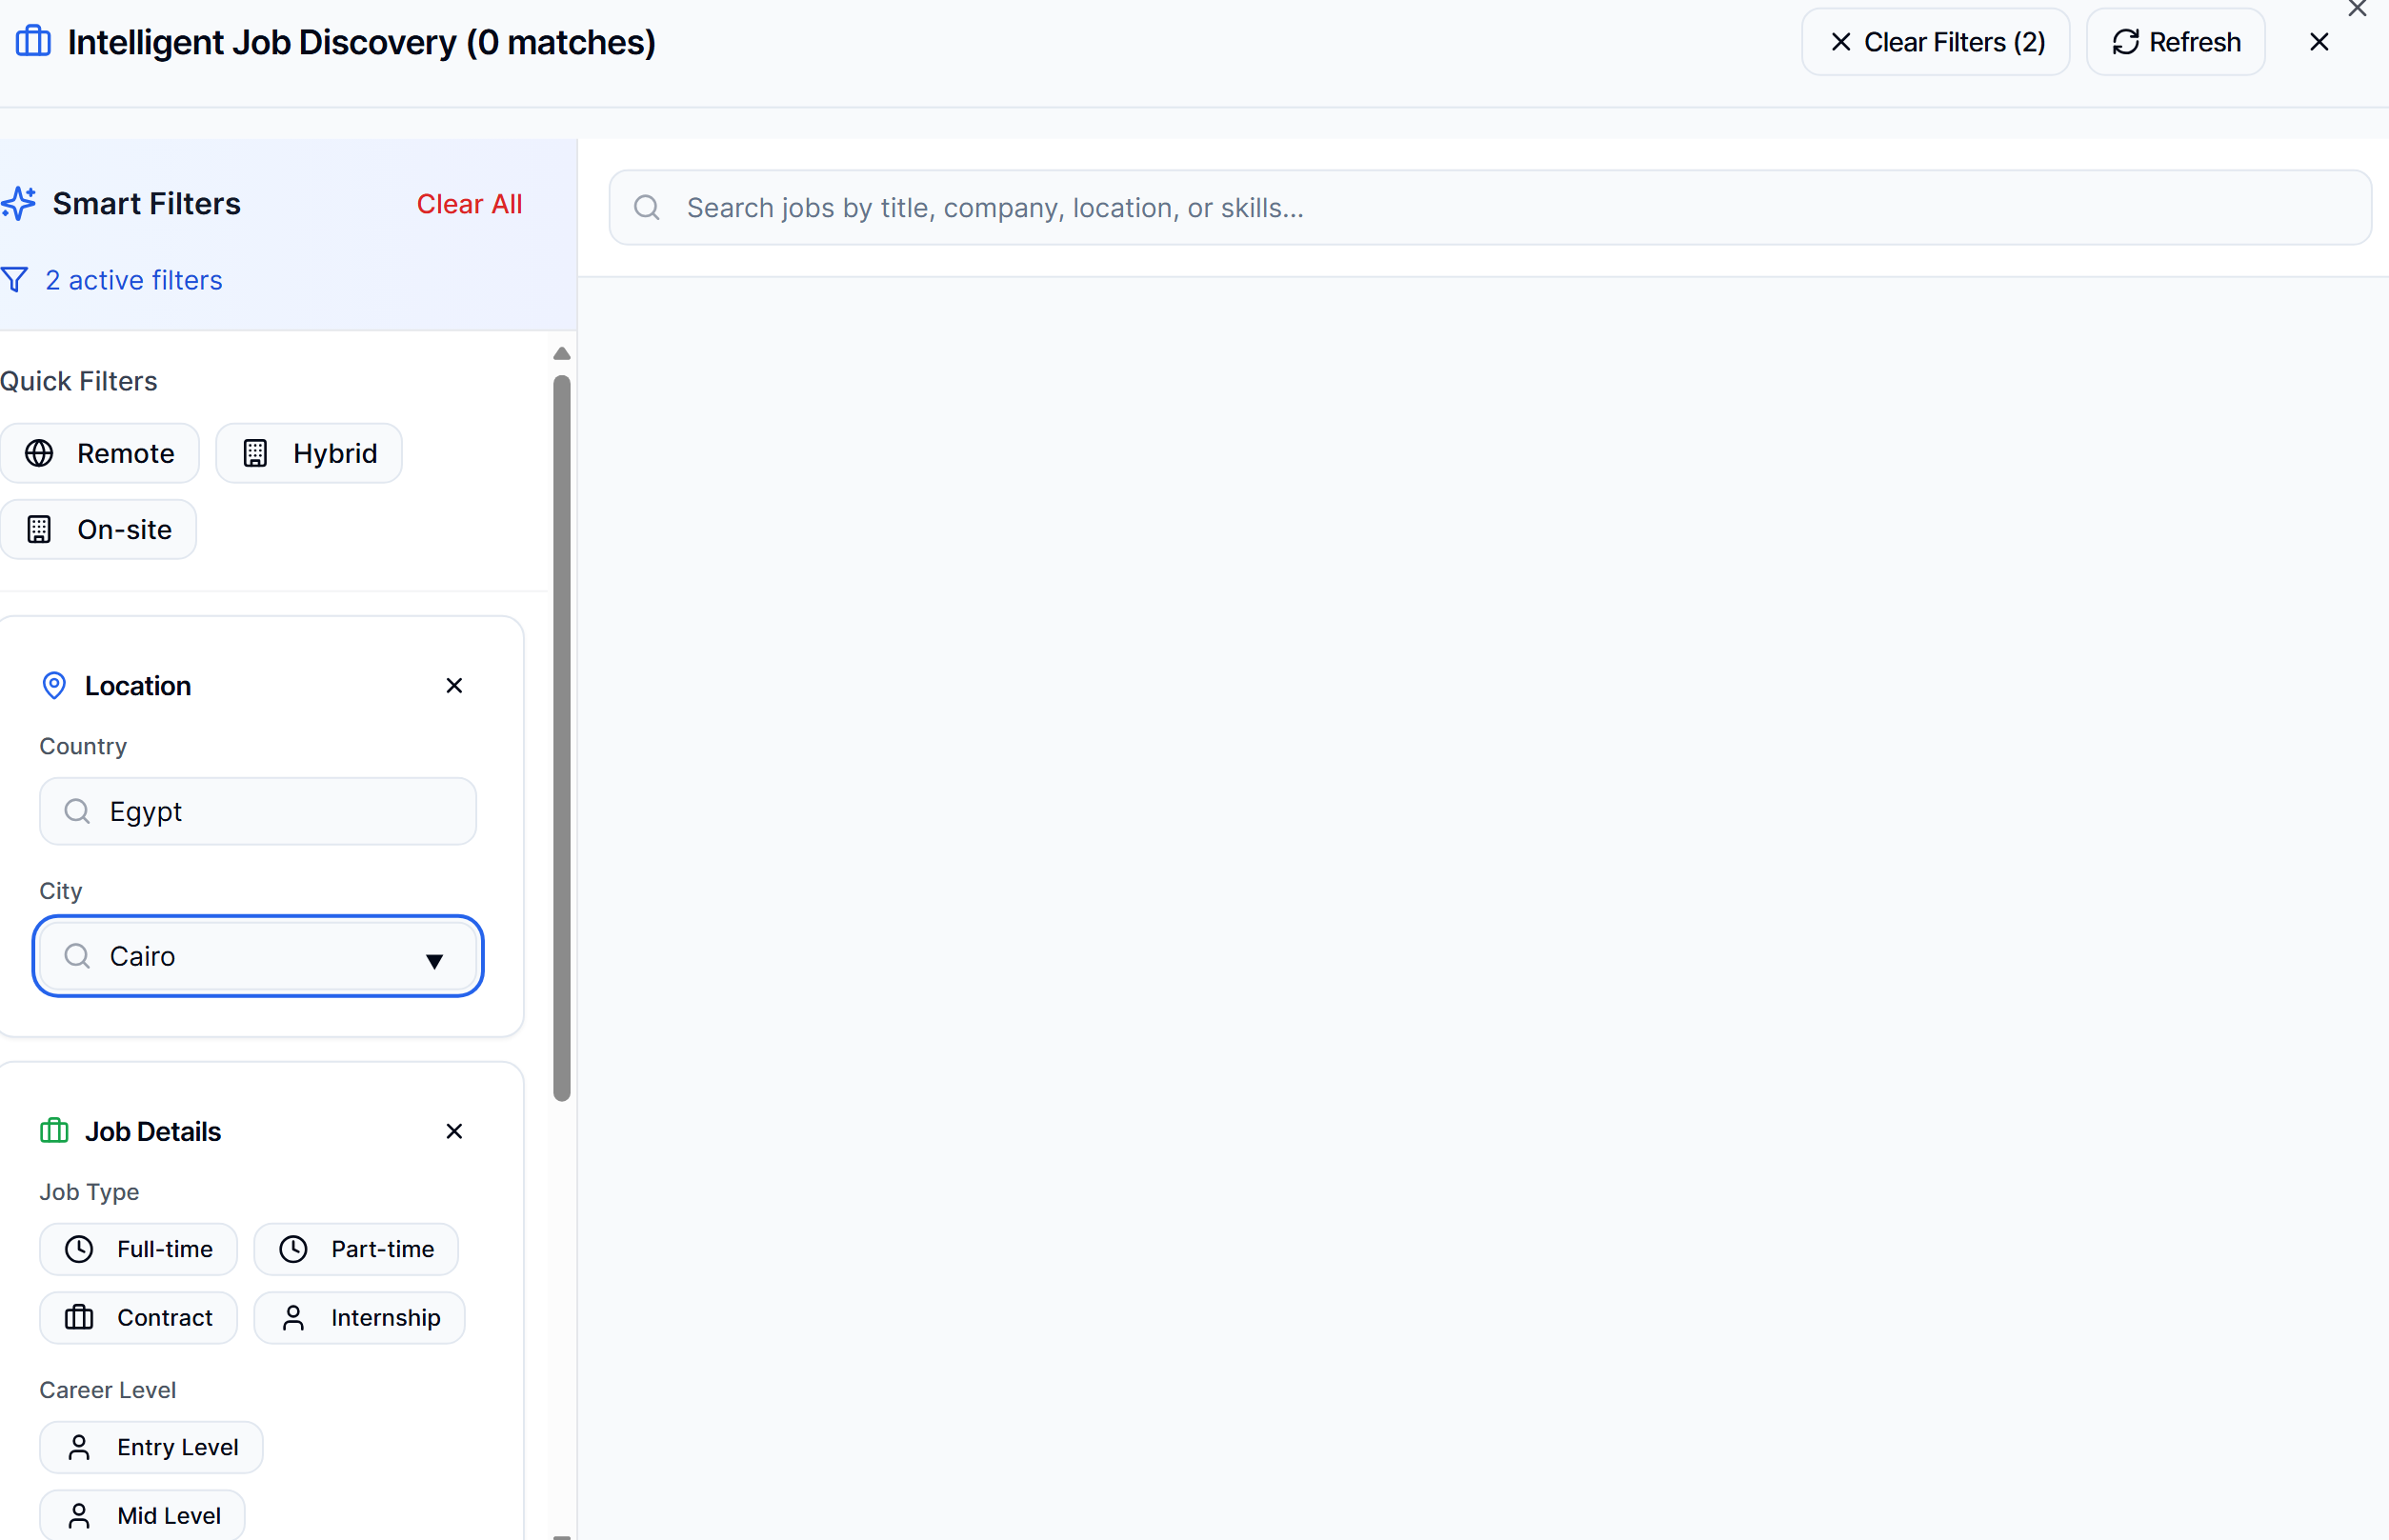 Intelligent Job Discovery (0 matches)
Clear Filters (2)
Refresh
Smart Filters
Clear All
2 active filters
Search jobs by title, company, location, or skills...
Quick Filters
Remote
Hybrid
On-site
Location
Country
Egypt
City
Cairo
Job Details
Job Type
Full-time
Part-time
Contract
Internship
Career Level
Entry Level
Mid Level